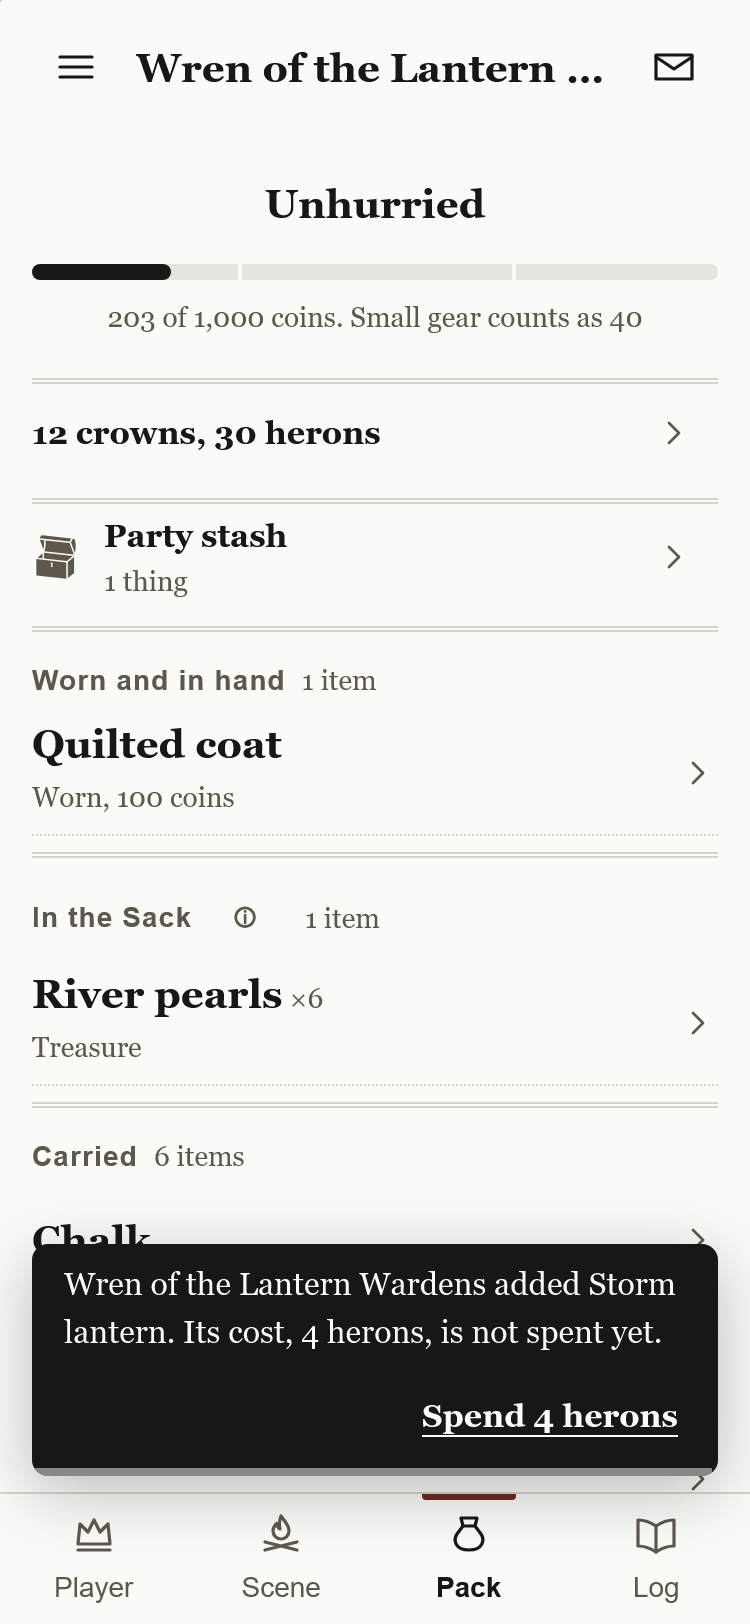 Wren of the Lantern ...
Unhurried
203 of 1,000 coins. Small gear counts as 40
12 crowns, 30 herons
Party stash
1 thing
Worn and in hand 1 item
Quilted coat
Worn, 100 coins
In the Sack 1 item
River pearls ×6
Treasure
Carried 6 items
Chalk
Wren of the Lantern Wardens added Storm
lantern. Its cost, 4 herons, is not spent yet.
Spend 4 herons
Player Scene Pack Log